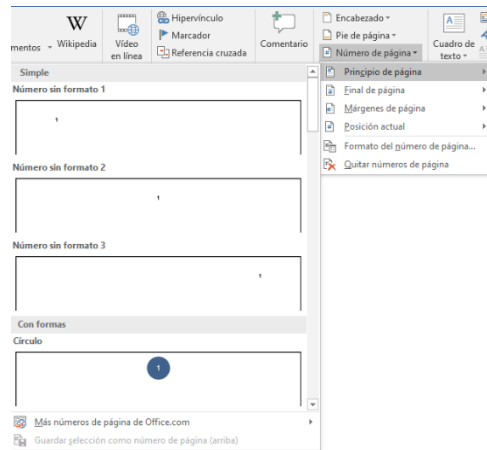 W
mentos
Wikipedia
Vídeo
en línea
Hipervínculo
Marcador
Referencia cruzada
Comentario
Encabezado
Pie de página
Número de página
Cuadro de
texto
A
Simple
Número sin formato 1
1
Número sin formato 2
1
Número sin formato 3
1
Con formas
Círculo
1
Más números de página de Office.com
Guardar selección como número de página (arriba)
Principio de página
Final de página
Márgenes de página
Posición actual
Formato del número de página...
Quitar números de página